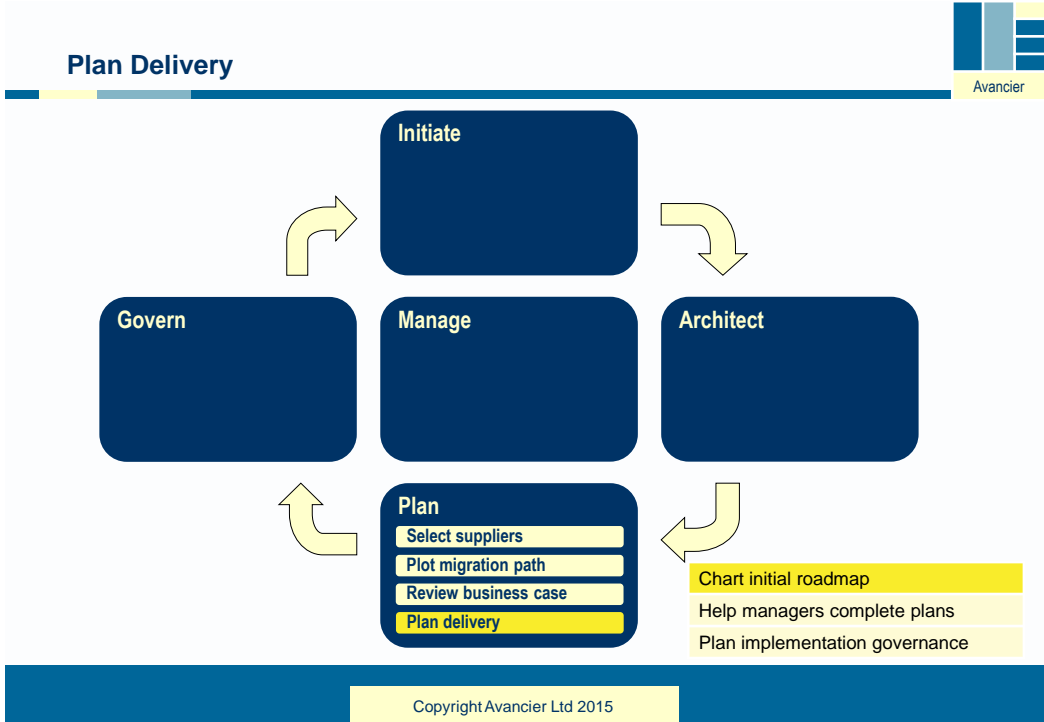 Plan Delivery
Avancier
Initiate
Govern
Manage
Architect
Plan
Select suppliers
Plot migration path
Review business case
Plan delivery
Chart initial roadmap
Help managers complete plans
Plan implementation governance
Copyright Avancier Ltd 2015